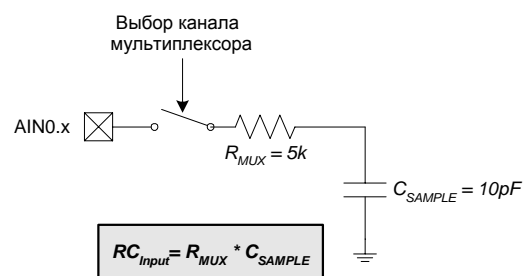 Выбор канала
мультиплексора
AIN0.x
R_MUX = 5k
C_SAMPLE = 10pF
RC_Input = R_MUX * C_SAMPLE